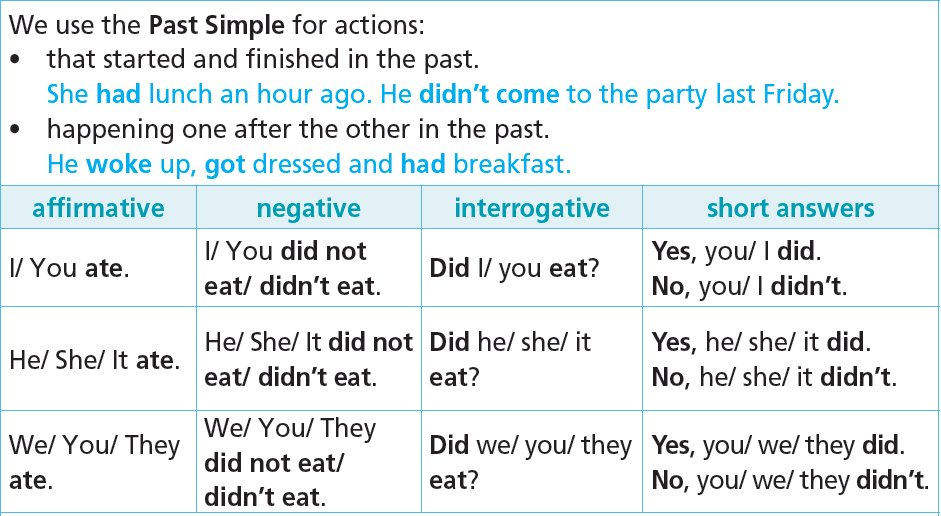 We use the Past Simple for actions:
• that started and finished in the past.
She had lunch an hour ago. He didn’t come to the party last Friday.
• happening one after the other in the past.
He woke up, got dressed and had breakfast.
affirmative negative interrogative short answers
I/ You ate.
I/ You did not
eat/ didn’t eat.
Did I/ you eat?
Yes, you/ I did.
No, you/ I didn’t.
He/ She/ It ate.
He/ She/ It did not
eat/ didn’t eat.
Did he/ she/ it
eat?
Yes, he/ she/ it did.
No, he/ she/ it didn’t.
We/ You/ They
ate.
We/ You/ They
did not eat/
didn’t eat.
Did we/ you/ they
eat?
Yes, you/ we/ they did.
No, you/ we/ they didn’t.